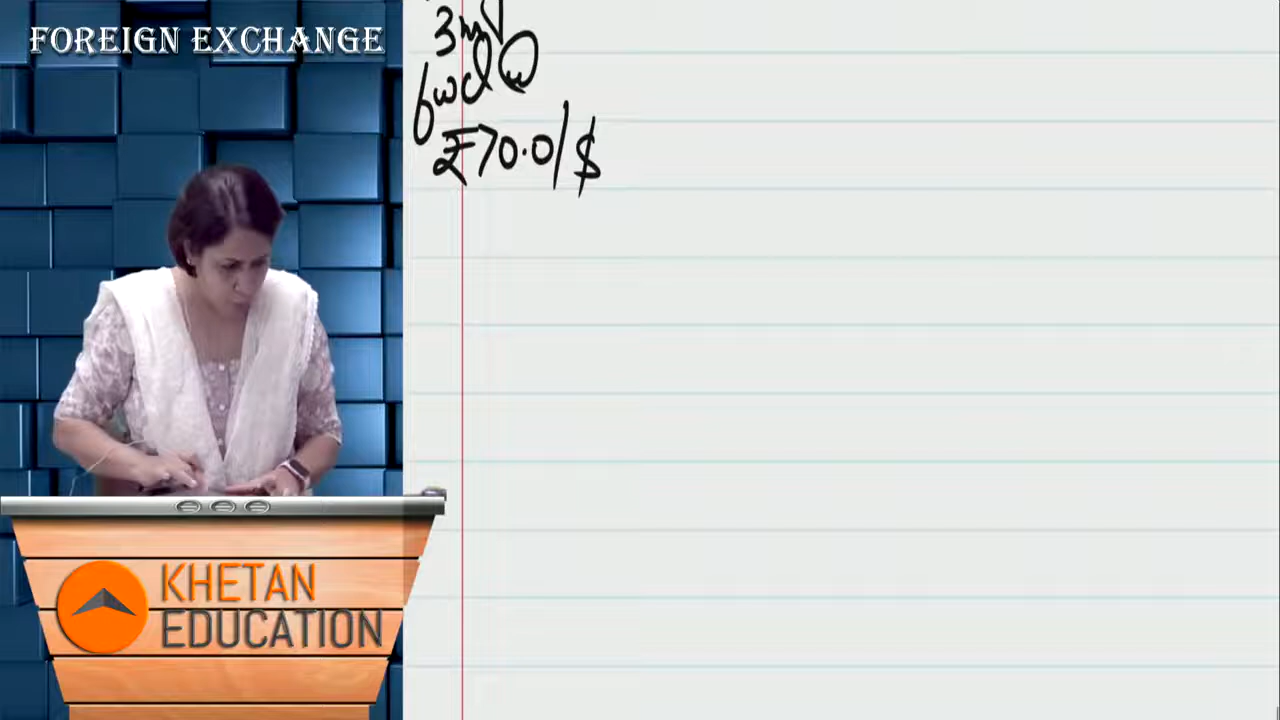 FOREIGN EXCHANGE
3m
fwd
₹70.0/$
KHETAN
EDUCATION